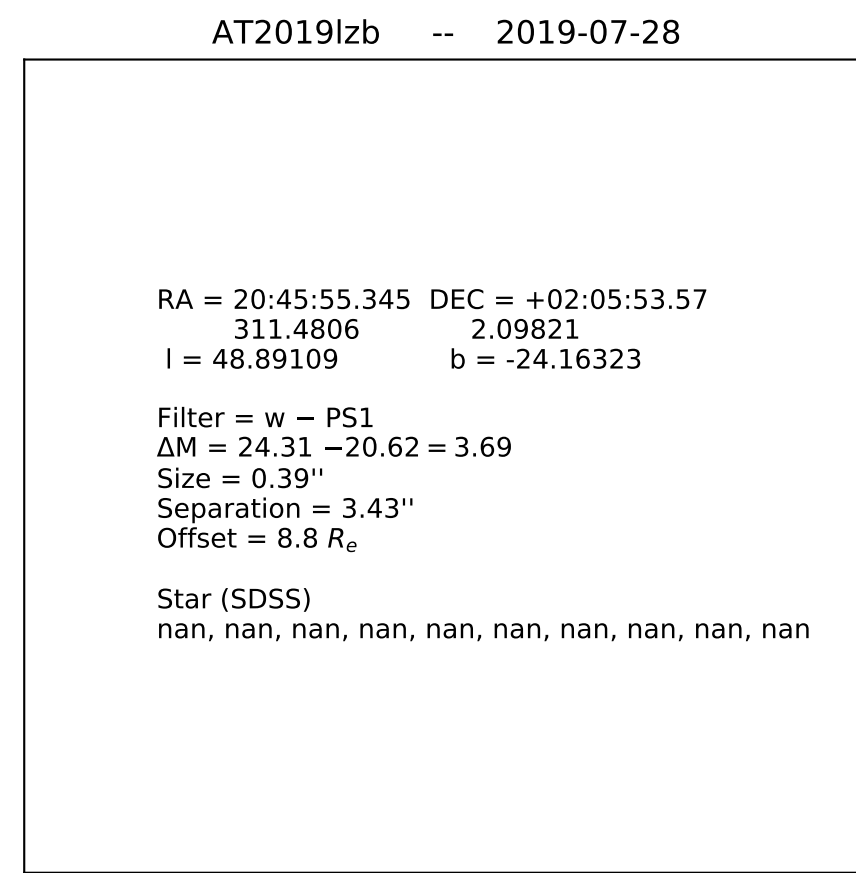 AT2019lzb -- 2019-07-28
RA = 20:45:55.345 DEC = +02:05:53.57
311.4806 2.09821
l = 48.89109 b = -24.16323
Filter = w − PS1
ΔM = 24.31 −20.62 = 3.69
Size = 0.39''
Separation = 3.43''
Offset = 8.8 Rₑ
Star (SDSS)
nan, nan, nan, nan, nan, nan, nan, nan, nan, nan